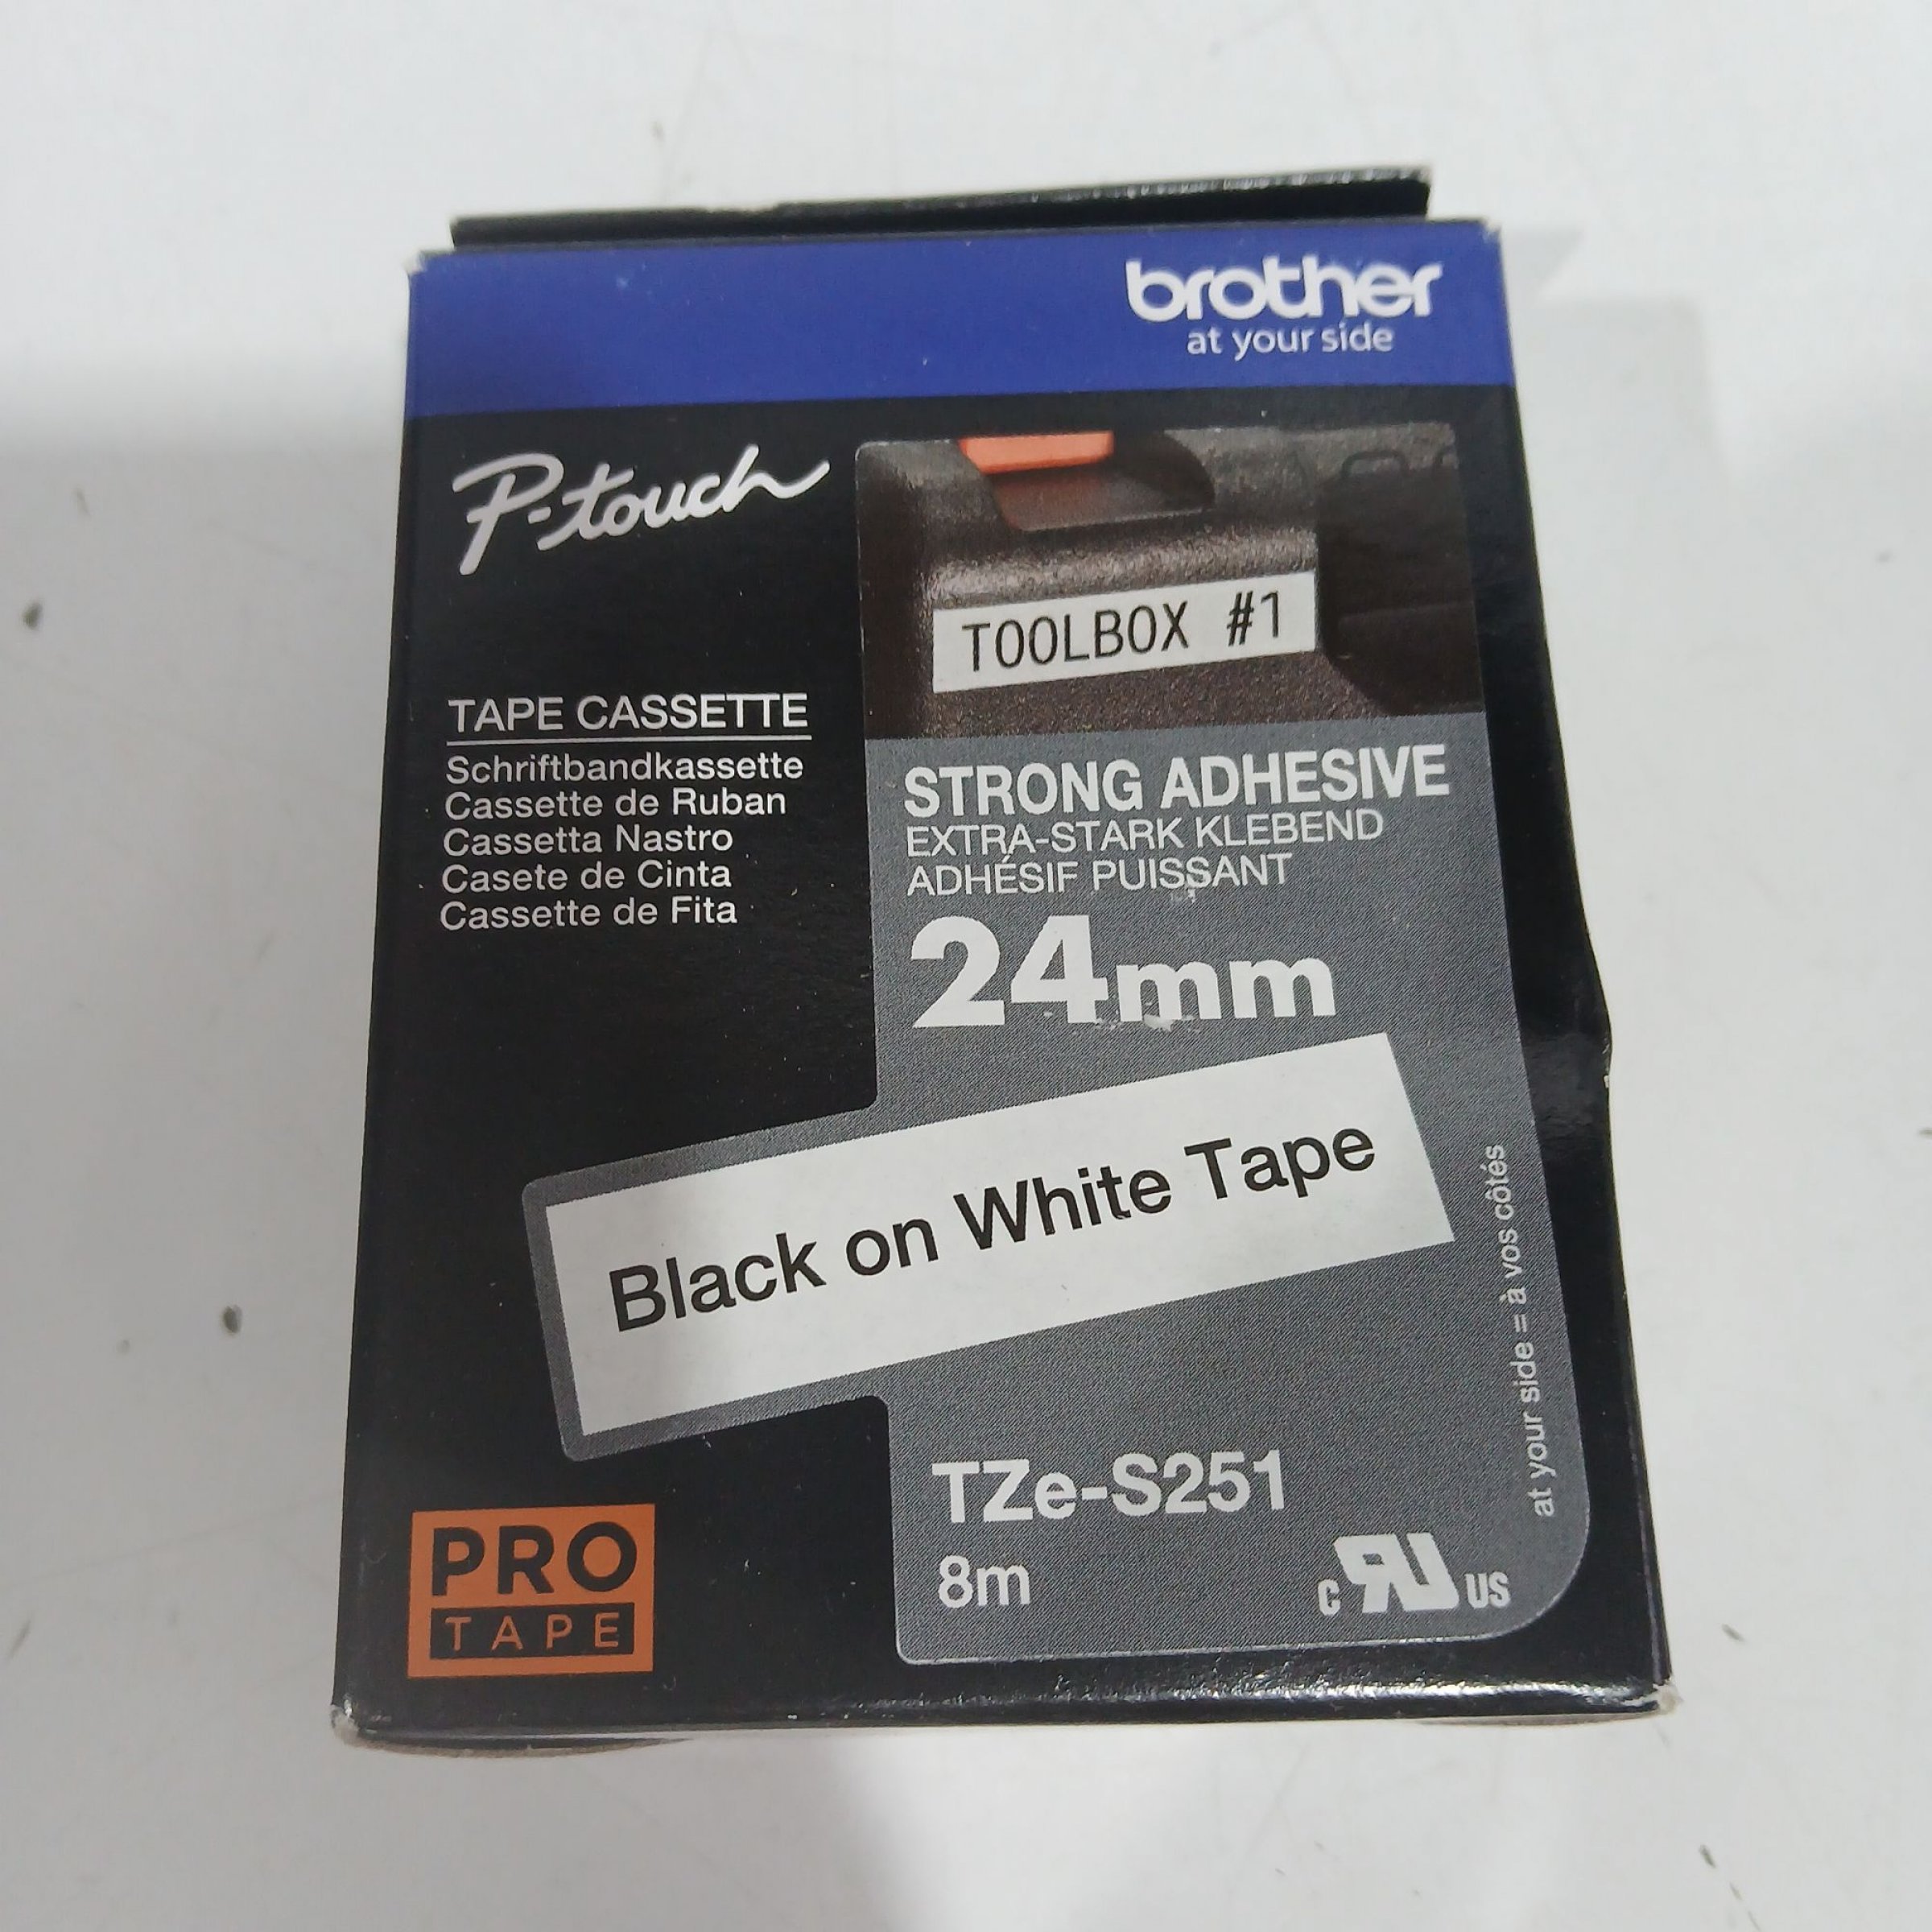 brother
at your side
P-touch
TOOLBOX #1
TAPE CASSETTE
Schriftbandkassette
Cassette de Ruban
Cassetta Nastro
Casete de Cinta
Cassette de Fita
STRONG ADHESIVE
EXTRA-STARK KLEBEND
ADHÉSIF PUISSANT
24mm
Black on White Tape
at your side = à vos côtés
TZe-S251
8m
PRO
TAPE
C RU US